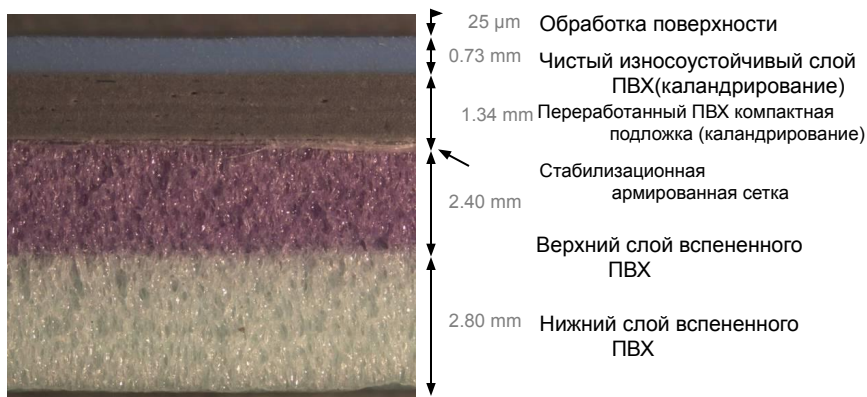 25 µm Обработка поверхности
0.73 mm Чистый износоустойчивый слой
ПВХ(каландрирование)
1.34 mm Переработанный ПВХ компактная
подложка (каландрирование)
Стабилизационная
армированная сетка
2.40 mm
Верхний слой вспененного
ПВХ
2.80 mm Нижний слой вспененного
ПВХ